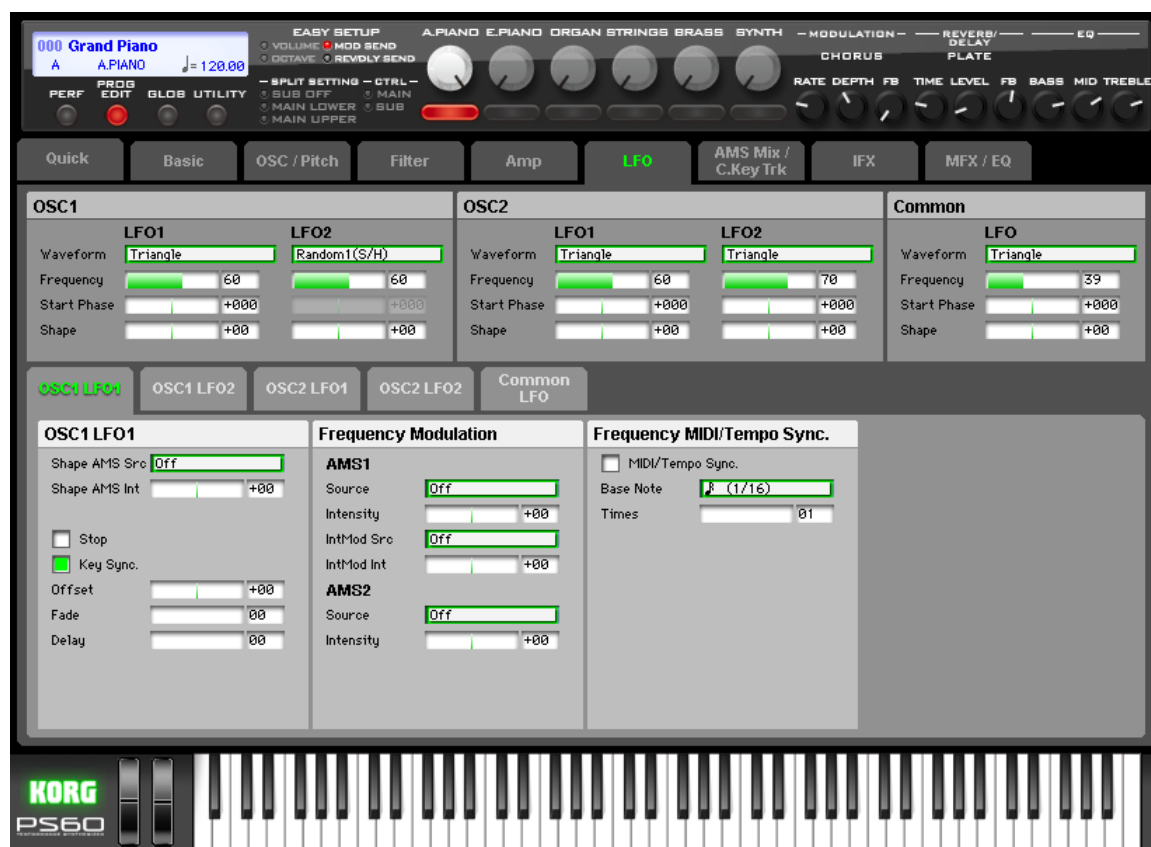 000 Grand Piano
A A.PIANO ♩= 120.00
PERF PROG EDIT GLOB UTILITY
EASY SETUP
VOLUME MOD SEND
OCTAVE REVDLY SEND
SPLIT SETTING CTRL
SUB OFF MAIN
MAIN LOWER SUB
MAIN UPPER
A.PIANO E.PIANO ORGAN STRINGS BRASS SYNTH
MODULATION REVERB/DELAY EQ
CHORUS PLATE
RATE DEPTH FB TIME LEVEL FB BASS MID TREBLE
Quick Basic OSC / Pitch Filter Amp LFO AMS Mix / C.Key Trk IFX MFX / EQ
OSC1
LFO1 LFO2
Waveform Triangle Random1(S/H)
Frequency 60 60
Start Phase +000 +000
Shape +00 +00
OSC2
LFO1 LFO2
Waveform Triangle Triangle
Frequency 60 70
Start Phase +000 +000
Shape +00 +00
Common
LFO
Waveform Triangle
Frequency 39
Start Phase +000
Shape +00
OSC1 LFO1 OSC1 LFO2 OSC2 LFO1 OSC2 LFO2 Common LFO
OSC1 LFO1
Shape AMS Src Off
Shape AMS Int +00
Stop
Key Sync.
Offset +00
Fade 00
Delay 00
Frequency Modulation
AMS1
Source Off
Intensity +00
IntMod Src Off
IntMod Int +00
AMS2
Source Off
Intensity +00
Frequency MIDI/Tempo Sync.
MIDI/Tempo Sync.
Base Note (1/16)
Times 01
KORG
PS60